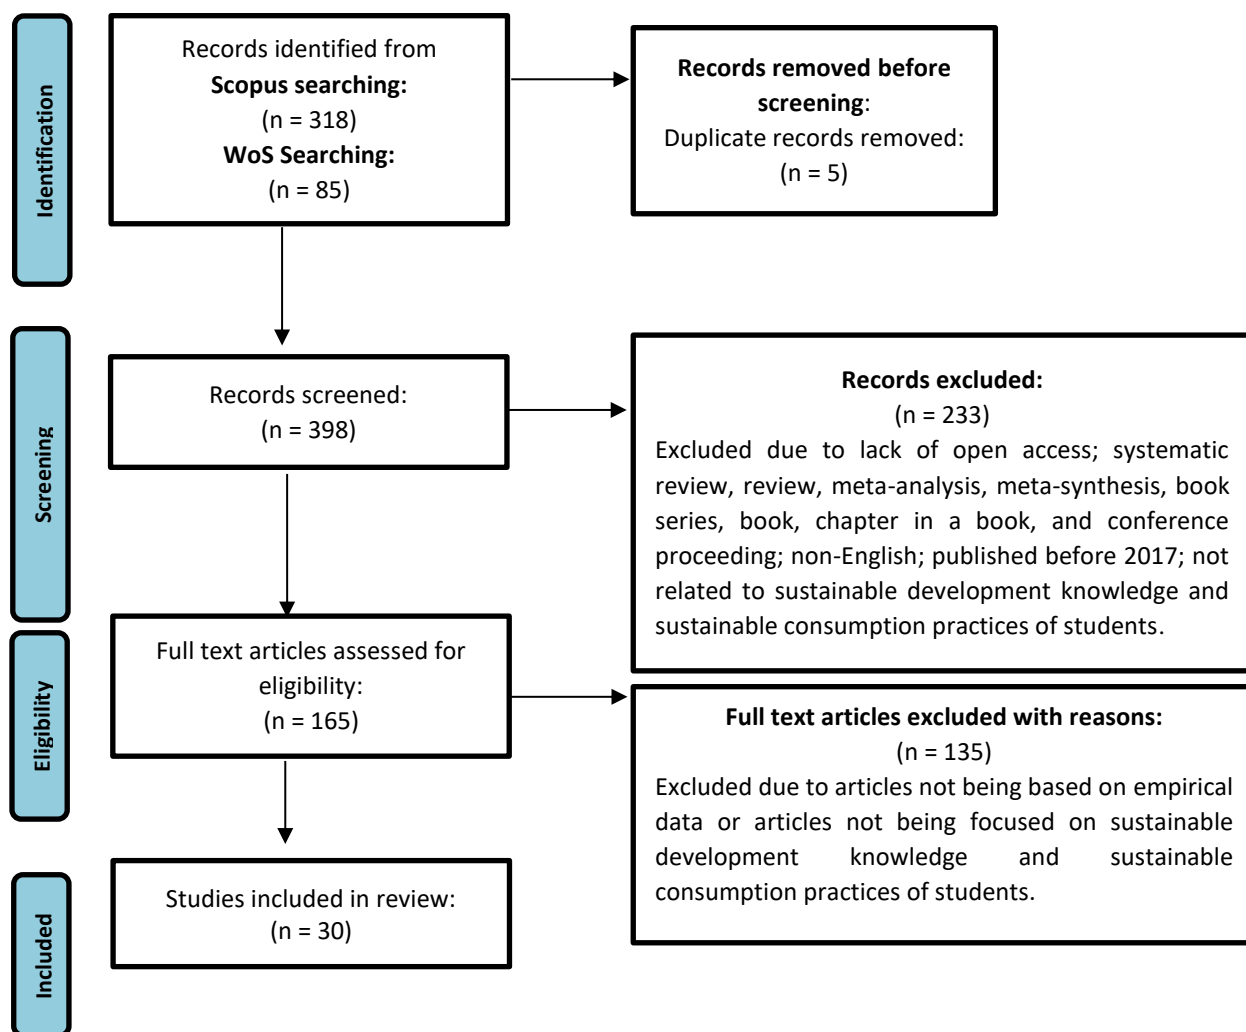 Identification
Records identified from
Scopus searching:
(n = 318)
WoS Searching:
(n = 85)
Records removed before
screening:
Duplicate records removed:
(n = 5)
Screening
Records screened:
(n = 398)
Records excluded:
(n = 233)
Excluded due to lack of open access; systematic
review, review, meta-analysis, meta-synthesis, book
series, book, chapter in a book, and conference
proceeding; non-English; published before 2017; not
related to sustainable development knowledge and
sustainable consumption practices of students.
Eligibility
Full text articles assessed for
eligibility:
(n = 165)
Full text articles excluded with reasons:
(n = 135)
Excluded due to articles not being based on empirical
data or articles not being focused on sustainable
development knowledge and sustainable
consumption practices of students.
Included
Studies included in review:
(n = 30)